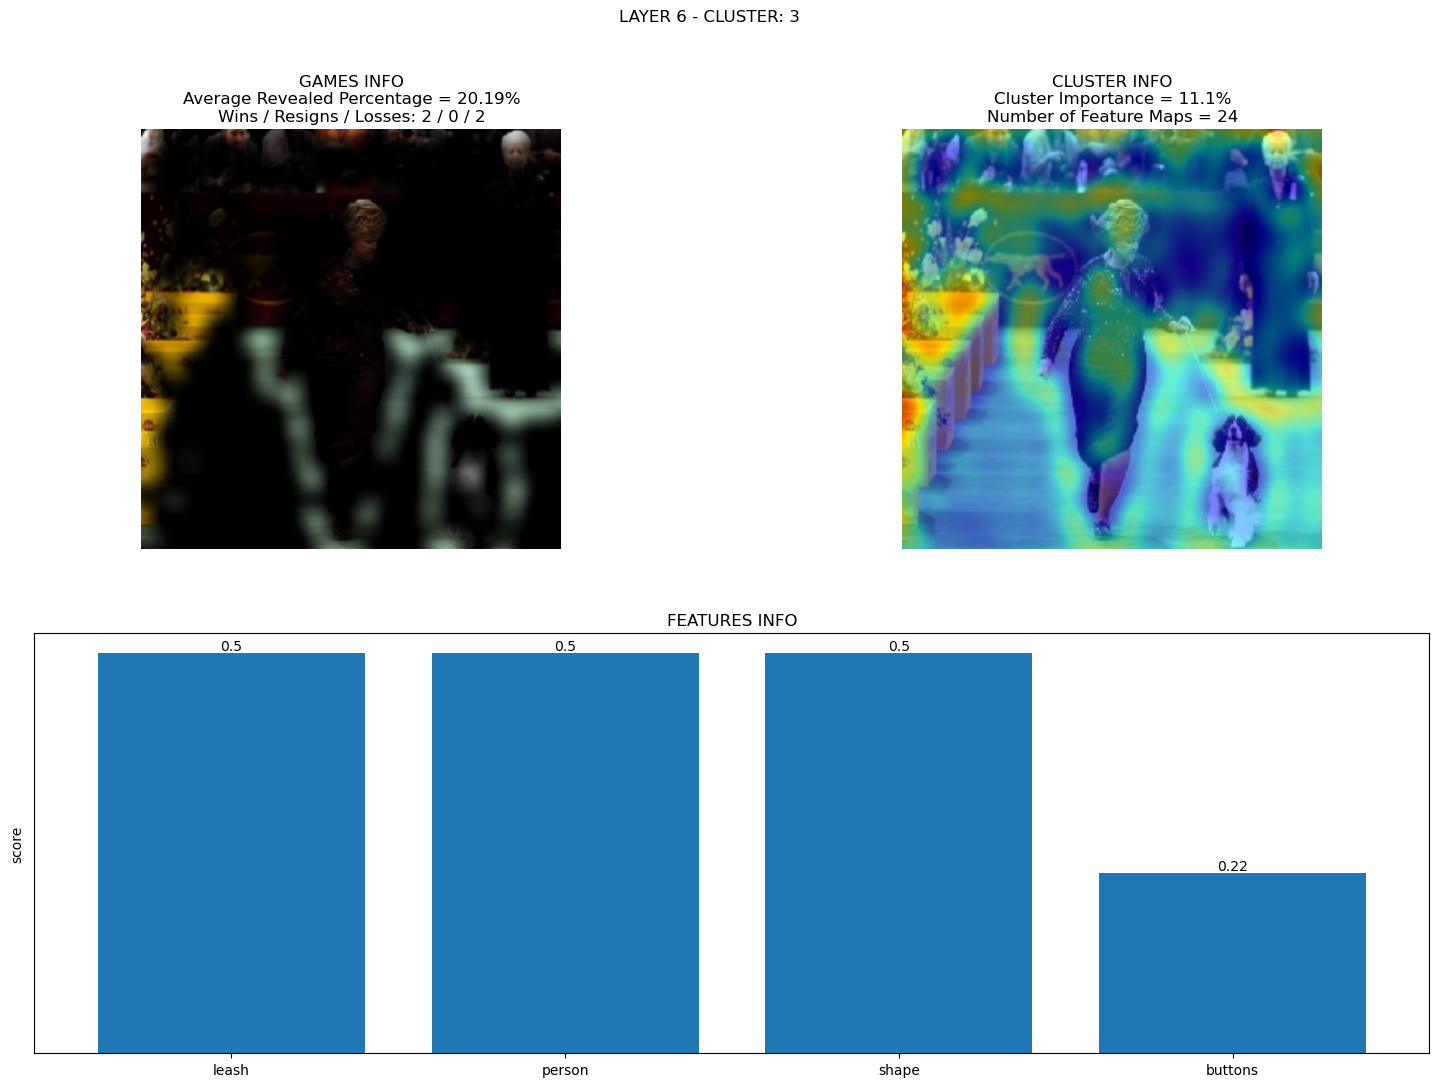 LAYER 6 - CLUSTER: 3
GAMES INFO
Average Revealed Percentage = 20.19%
Wins / Resigns / Losses: 2 / 0 / 2
CLUSTER INFO
Cluster Importance = 11.1%
Number of Feature Maps = 24
FEATURES INFO
score
0.5
0.5
0.5
0.22
leash
person
shape
buttons